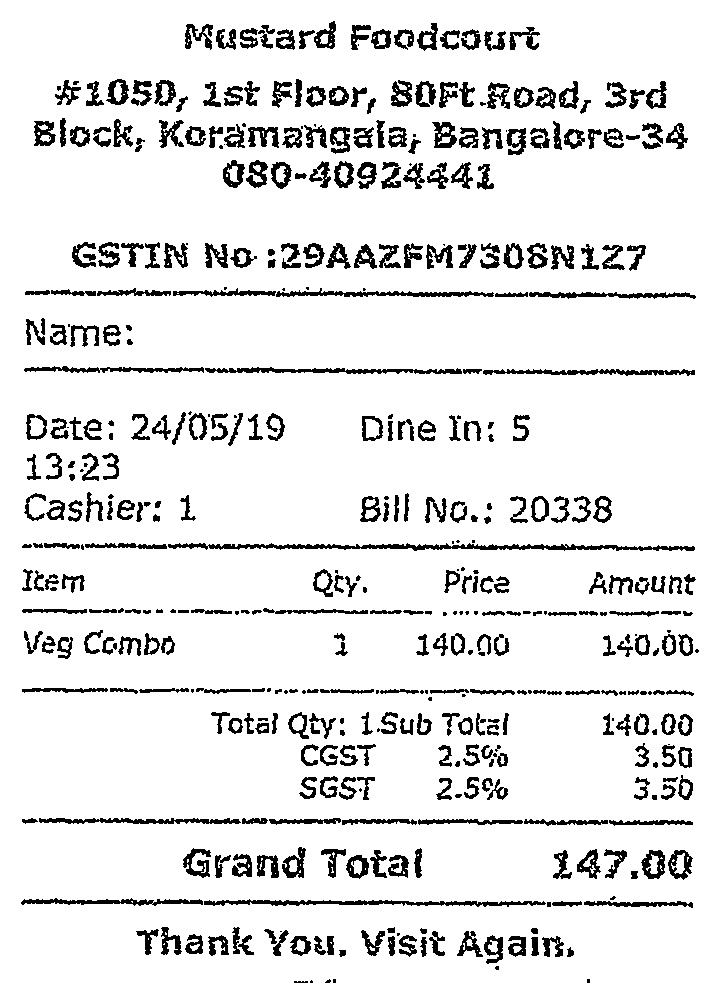 Mustard Foodcourt
#1050, 1st Floor, 80Ft Road, 3rd
Block, Koramangala, Bangalore-34
080-40924441
GSTIN No :29AAZFM7308N1Z7
Name:
Date: 24/05/19 Dine In: 5
13:23
Cashier: 1 Bill No.: 20338
Item Qty. Price Amount
Veg Combo 1 140.00 140.00
Total Qty: 1 Sub Total 140.00
CGST 2.5% 3.50
SGST 2.5% 3.50
Grand Total 147.00
Thank You. Visit Again.